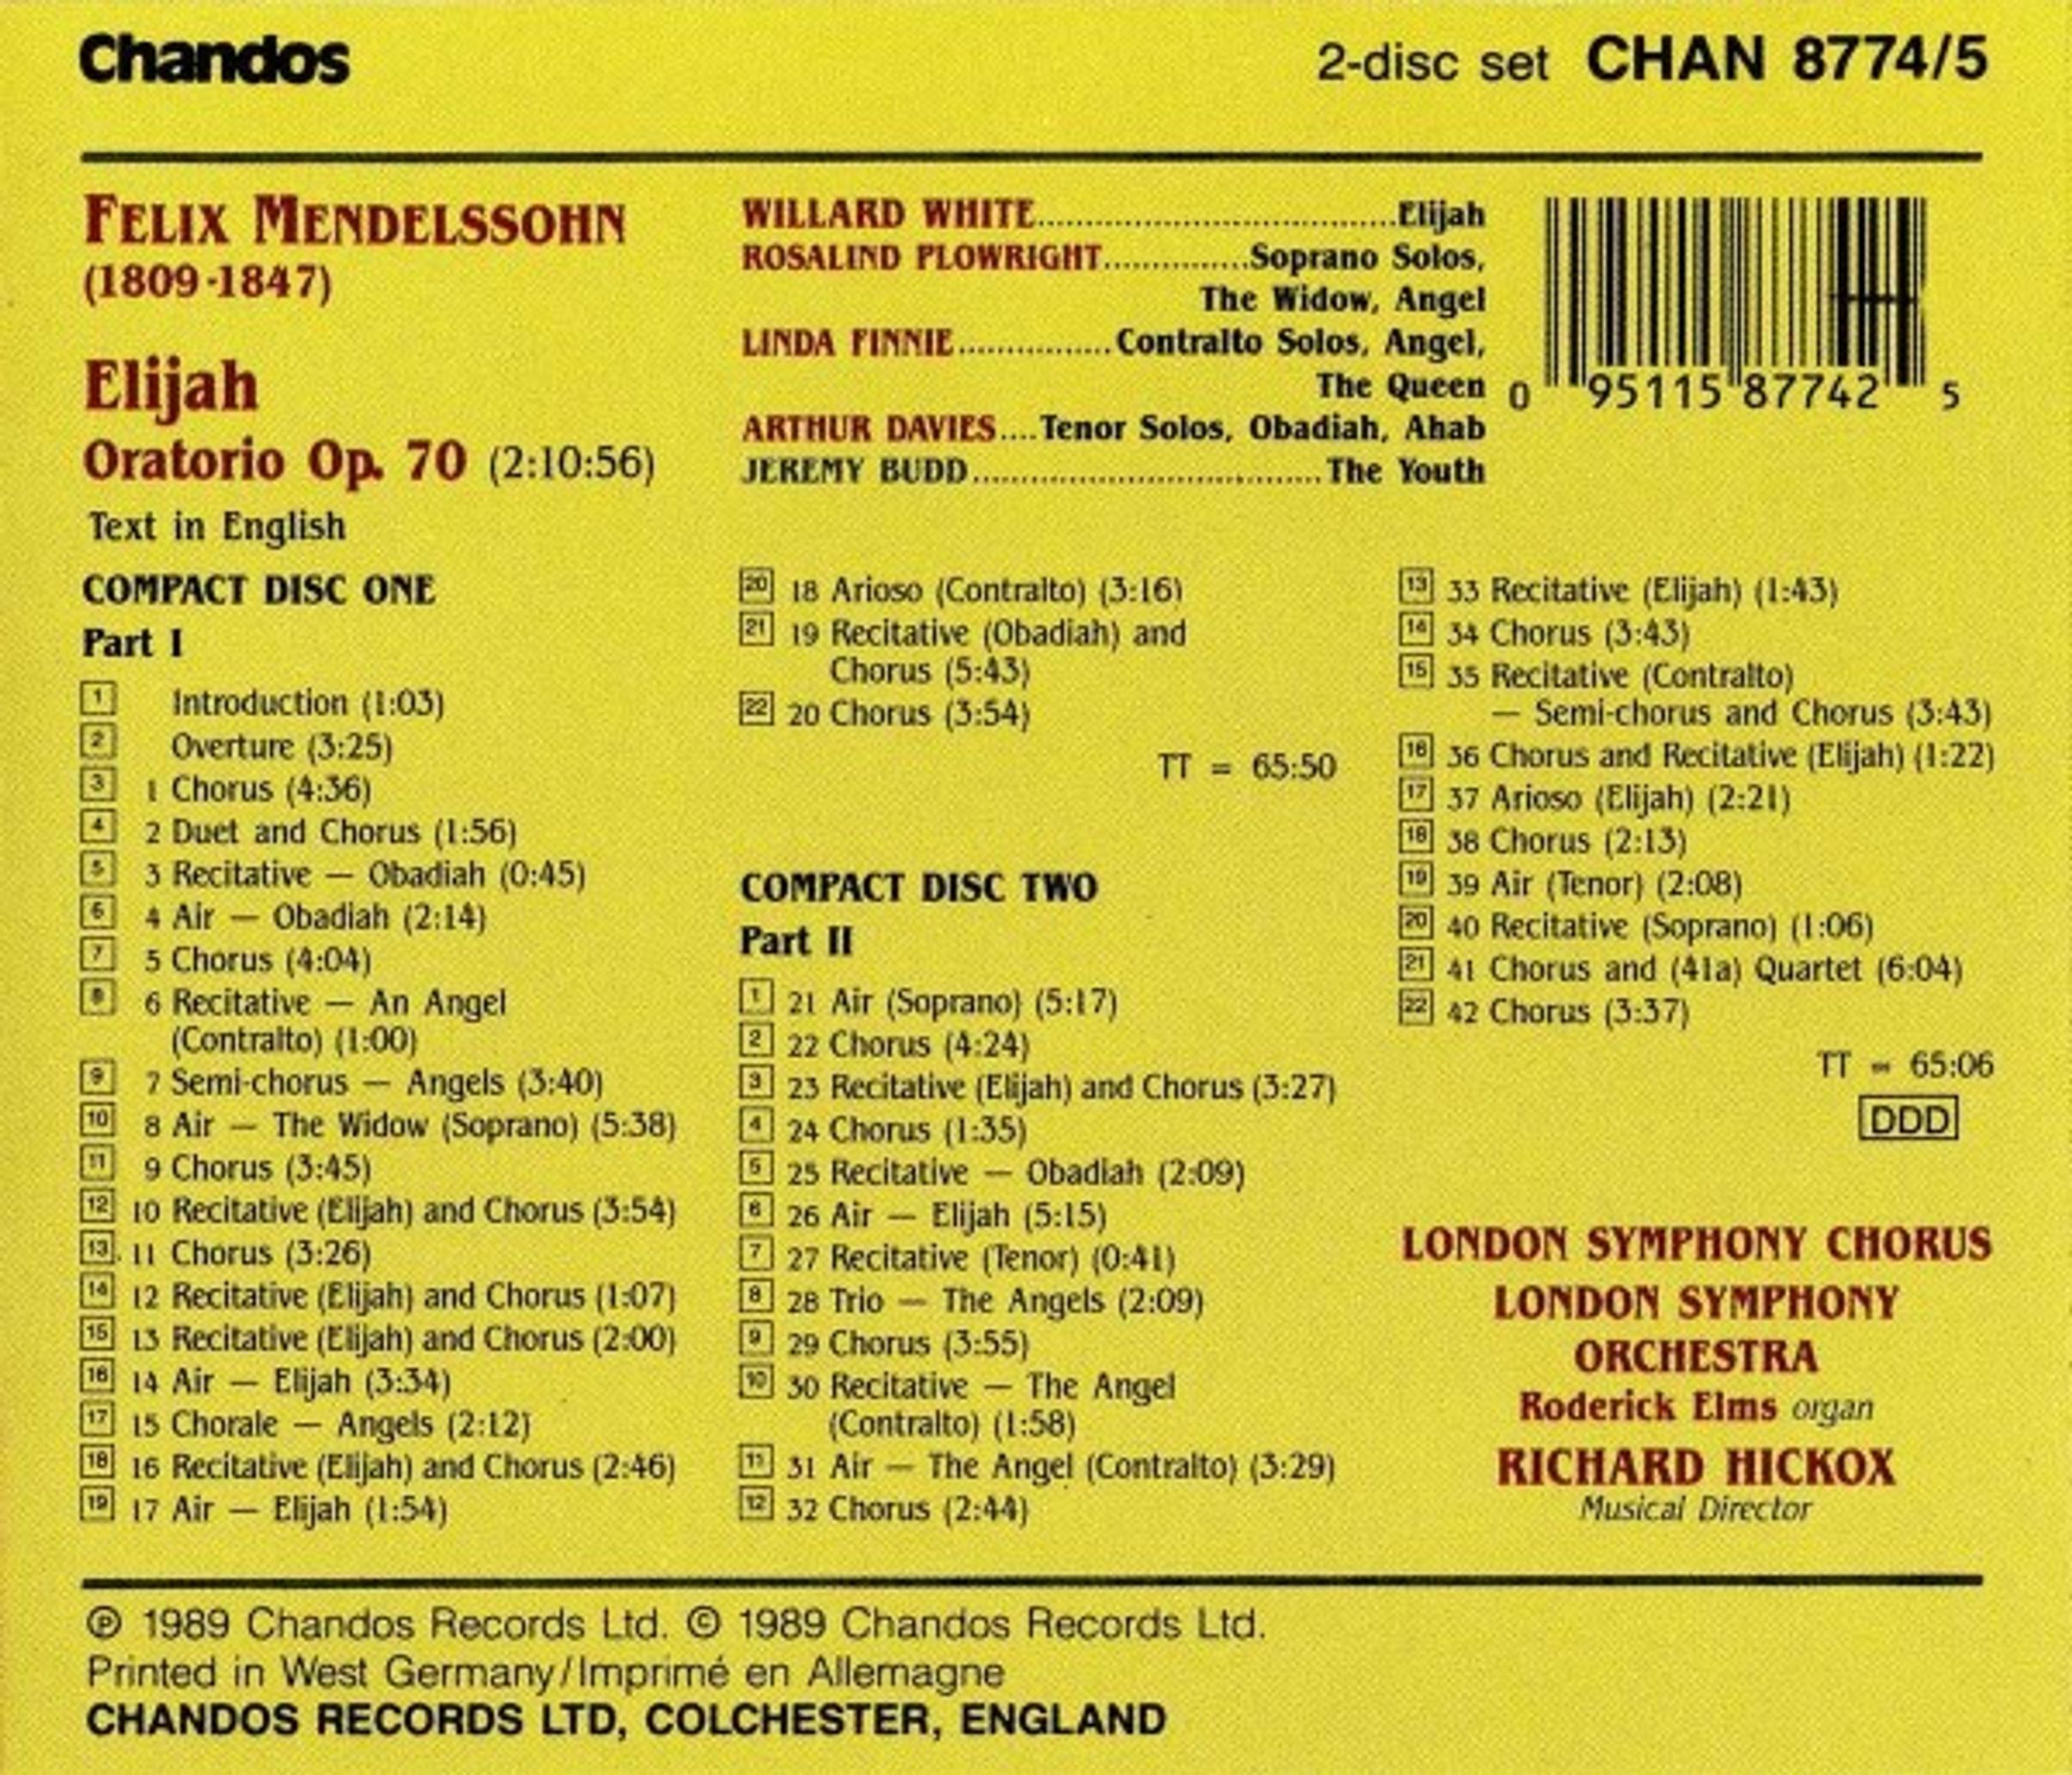 Chandos
2-disc set CHAN 8774/5
FELIX MENDELSSOHN
(1809-1847)
Elijah
Oratorio Op. 70 (2:10:56)
Text in English
WILLARD WHITE......................................Elijah
ROSALIND PLOWRIGHT...............Soprano Solos,
The Widow, Angel
LINDA FINNIE................Contralto Solos, Angel,
The Queen
ARTHUR DAVIES....Tenor Solos, Obadiah, Ahab
JEREMY BUDD....................................The Youth
0 95115 87742 5
COMPACT DISC ONE
Part I
1 Introduction (1:03)
2 Overture (3:25)
3 1 Chorus (4:36)
4 2 Duet and Chorus (1:56)
5 3 Recitative — Obadiah (0:45)
6 4 Air — Obadiah (2:14)
7 5 Chorus (4:04)
8 6 Recitative — An Angel
(Contralto) (1:00)
9 7 Semi-chorus — Angels (3:40)
10 8 Air — The Widow (Soprano) (5:38)
11 9 Chorus (3:45)
12 10 Recitative (Elijah) and Chorus (3:54)
13 11 Chorus (3:26)
14 12 Recitative (Elijah) and Chorus (1:07)
15 13 Recitative (Elijah) and Chorus (2:00)
16 14 Air — Elijah (3:34)
17 15 Chorale — Angels (2:12)
18 16 Recitative (Elijah) and Chorus (2:46)
19 17 Air — Elijah (1:54)
20 18 Arioso (Contralto) (3:16)
21 19 Recitative (Obadiah) and
Chorus (5:43)
22 20 Chorus (3:54)
TT = 65:50
COMPACT DISC TWO
Part II
1 21 Air (Soprano) (5:17)
2 22 Chorus (4:24)
3 23 Recitative (Elijah) and Chorus (3:27)
4 24 Chorus (1:35)
5 25 Recitative — Obadiah (2:09)
6 26 Air — Elijah (5:15)
7 27 Recitative (Tenor) (0:41)
8 28 Trio — The Angels (2:09)
9 29 Chorus (3:55)
10 30 Recitative — The Angel
(Contralto) (1:58)
11 31 Air — The Angel (Contralto) (3:29)
12 32 Chorus (2:44)
13 33 Recitative (Elijah) (1:43)
14 34 Chorus (3:43)
15 35 Recitative (Contralto)
— Semi-chorus and Chorus (3:43)
16 36 Chorus and Recitative (Elijah) (1:22)
17 37 Arioso (Elijah) (2:21)
18 38 Chorus (2:13)
19 39 Air (Tenor) (2:08)
20 40 Recitative (Soprano) (1:06)
21 41 Chorus and (41a) Quartet (6:04)
22 42 Chorus (3:37)
TT = 65:06
DDD
LONDON SYMPHONY CHORUS
LONDON SYMPHONY
ORCHESTRA
Roderick Elms organ
RICHARD HICKOX
Musical Director
℗ 1989 Chandos Records Ltd. © 1989 Chandos Records Ltd.
Printed in West Germany/Imprimé en Allemagne
CHANDOS RECORDS LTD, COLCHESTER, ENGLAND